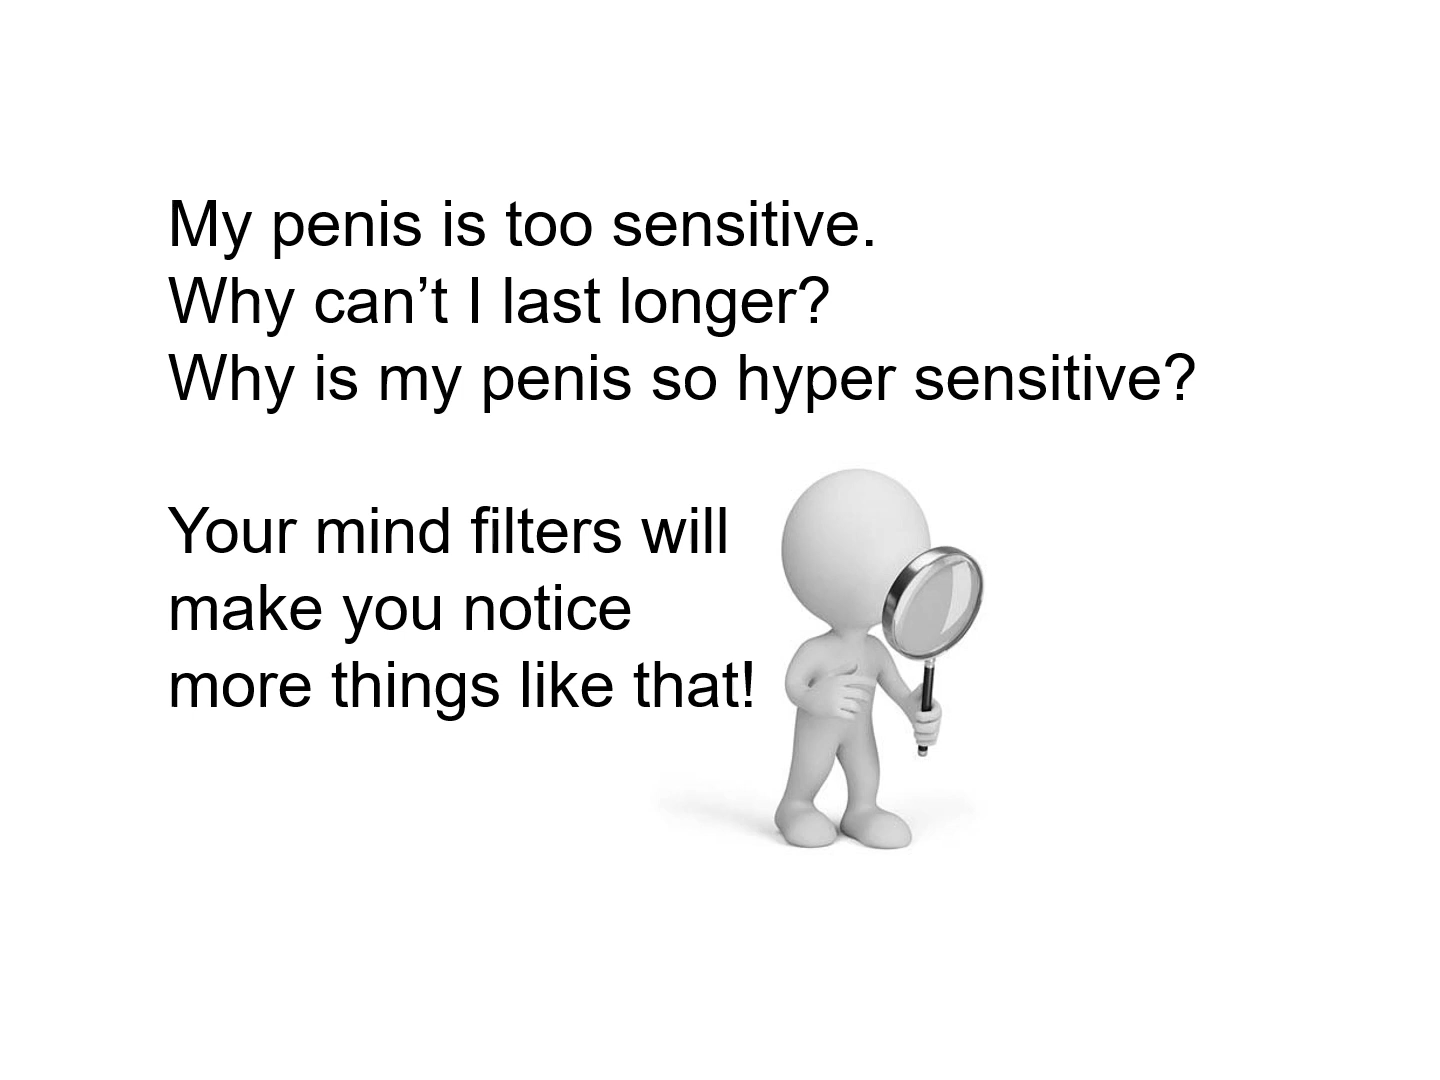 My penis is too sensitive.
Why can’t I last longer?
Why is my penis so hyper sensitive?
Your mind filters will
make you notice
more things like that!